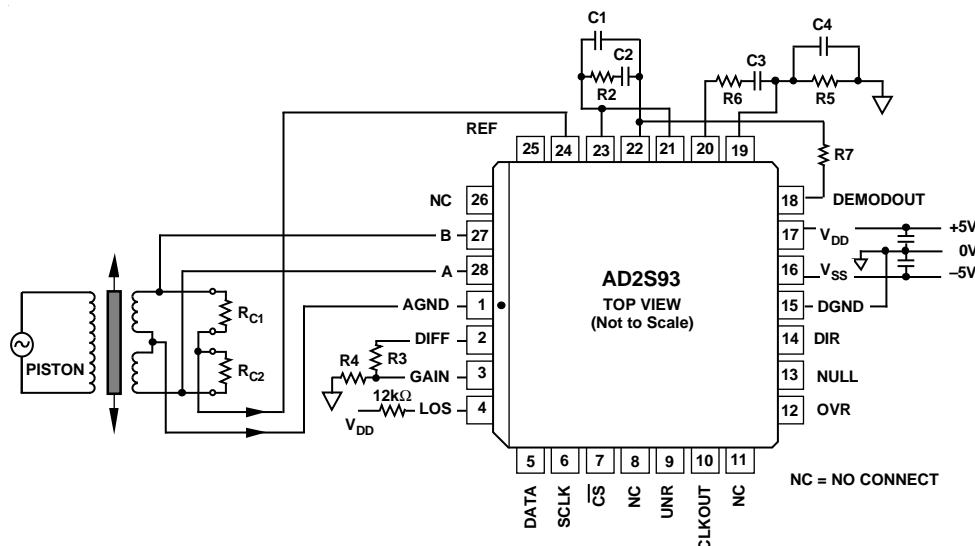 C1
C2
R2
C4
C3
R6
R5
REF
25
24
23
22
21
20
19
R7
NC
26
18
DEMODOUT
B
27
17
VDD
+5V
0V
A
28
16
VSS
–5V
AD2S93
TOP VIEW
(Not to Scale)
AGND
1
15
DGND
RC1
PISTON
RC2
DIFF
2
14
DIR
R4
R3
GAIN
3
13
NULL
12kΩ
VDD
LOS
4
12
OVR
5
6
7
8
9
10
11
DATA
SCLK
CS
NC
UNR
CLKOUT
NC
NC = NO CONNECT